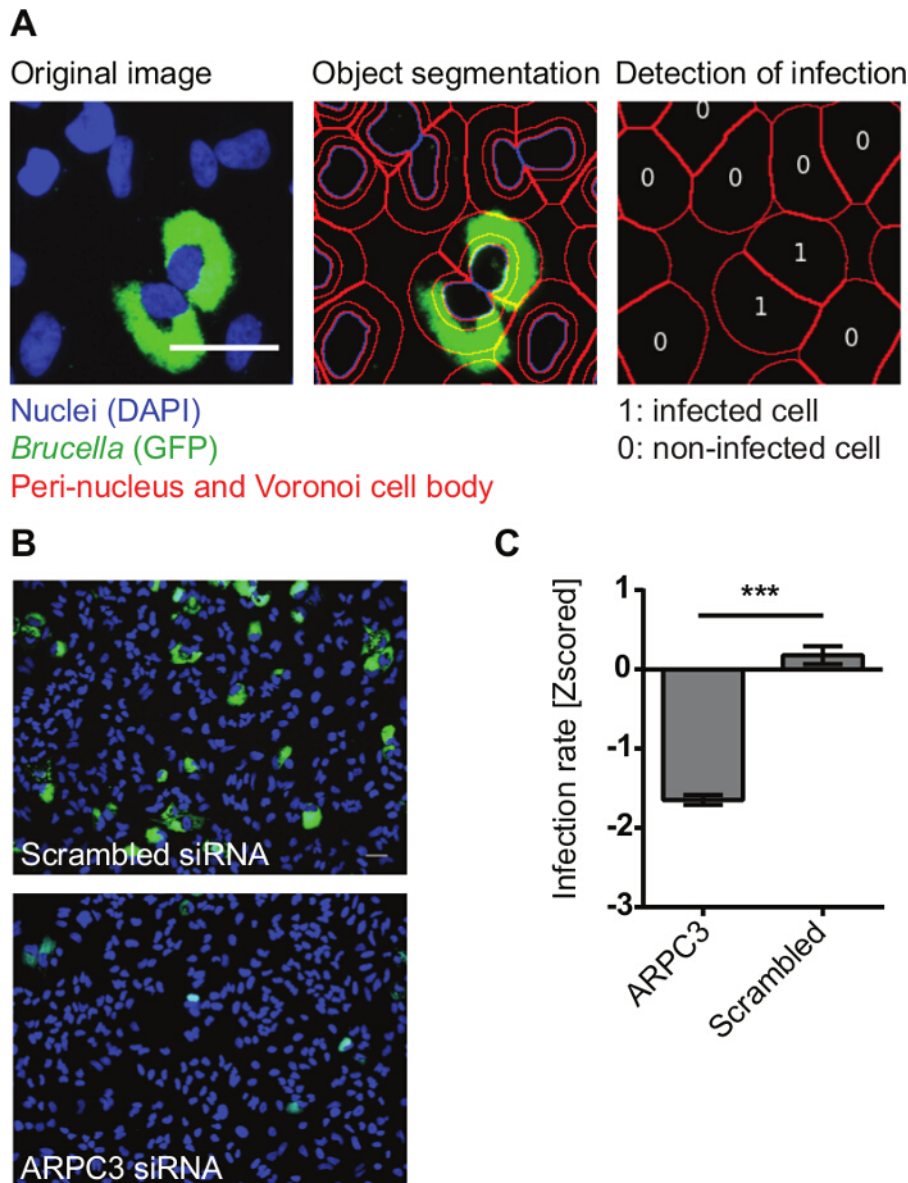 A
Original image
Object segmentation
Detection of infection
0
0
0
0
0
1
1
0
0
Nuclei (DAPI)
Brucella (GFP)
Peri-nucleus and Voronoi cell body
1: infected cell
0: non-infected cell
B
Scrambled siRNA
ARPC3 siRNA
C
Infection rate [Zscored]
1
0
-1
-2
-3
***
ARPC3
Scrambled